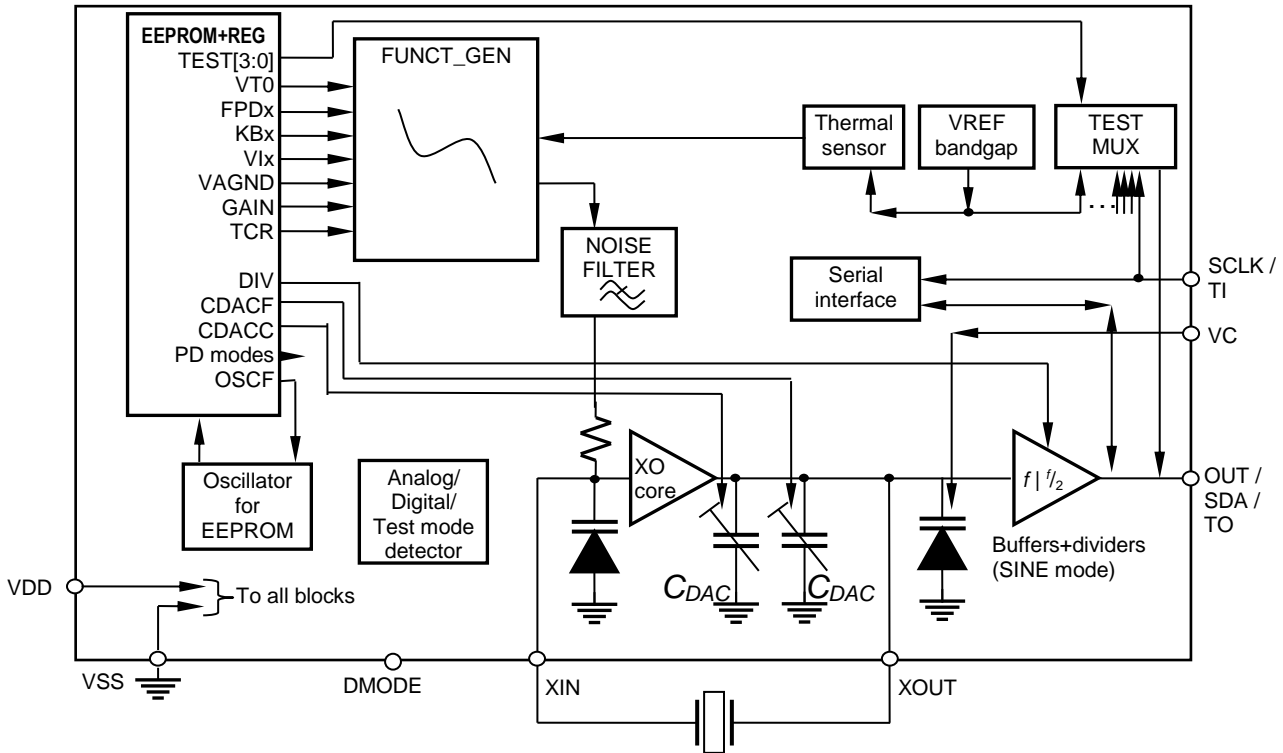 EEPROM+REG
TEST[3:0]
VT0
FPDx
KBx
VIx
VAGND
GAIN
TCR
DIV
CDACF
CDACC
PD modes
OSCF
FUNCT_GEN
Thermal
sensor
VREF
bandgap
TEST
MUX
...
NOISE
FILTER
Serial
interface
SCLK /
TI
VC
Oscillator
for
EEPROM
Analog/
Digital/
Test mode
detector
XO
core
CDAC
CDAC
f | f/2
Buffers+dividers
(SINE mode)
OUT /
SDA /
TO
VDD
To all blocks
VSS
DMODE
XIN
XOUT